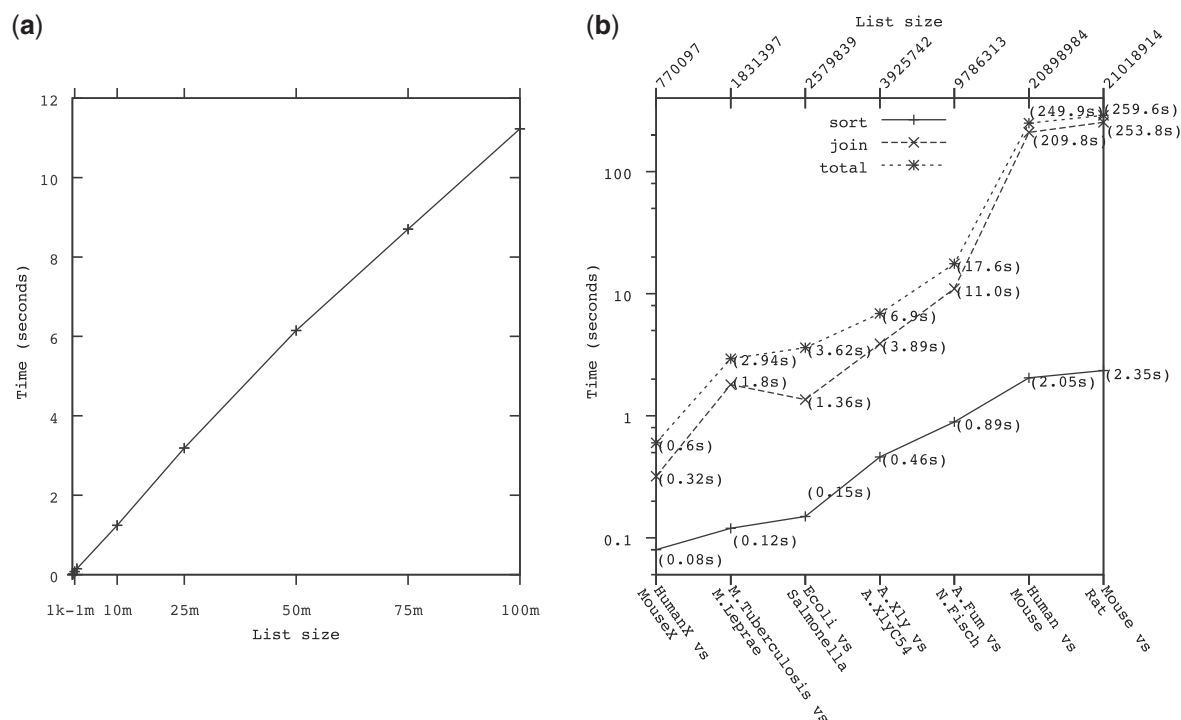 (a)
12
10
8
6
4
2
0
Time (seconds)
1k-1m 10m 25m 50m 75m 100m
List size
(b)
List size
770097 1831397 2579839 3925742 9786313 20898984 21018914
sort
join
total
100
10
1
0.1
Time (seconds)
(249.9s) (259.6s)
(209.8s) (253.8s)
(17.6s)
(11.0s)
(6.9s)
(3.89s)
(2.94s) (3.62s)
(1.8s) (1.36s)
(0.6s)
(0.32s)
(2.05s) (2.35s)
(0.89s)
(0.46s)
(0.15s)
(0.12s)
(0.08s)
HumanX vs
MouseX
M.Tuberculosis vs
M.Leprae
Ecoli vs
Salmonella
A.Xly vs
A.XlyC54
A.Fum vs
N.Fisch
Human vs
Mouse
Mouse vs
Rat